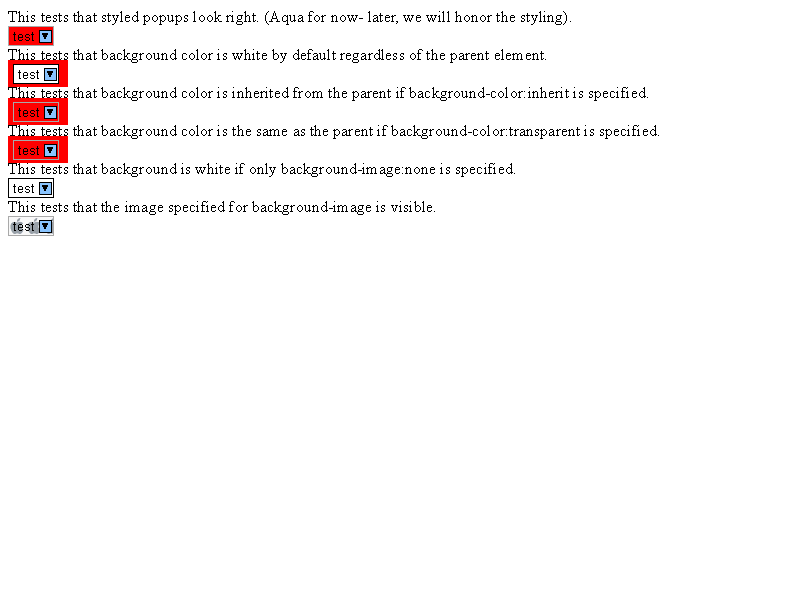 This tests that styled popups look right. (Aqua for now- later, we will honor the styling).
test
This tests that background color is white by default regardless of the parent element.
test
This tests that background color is inherited from the parent if background-color:inherit is specified.
test
This tests that background color is the same as the parent if background-color:transparent is specified.
test
This tests that background is white if only background-image:none is specified.
test
This tests that the image specified for background-image is visible.
test